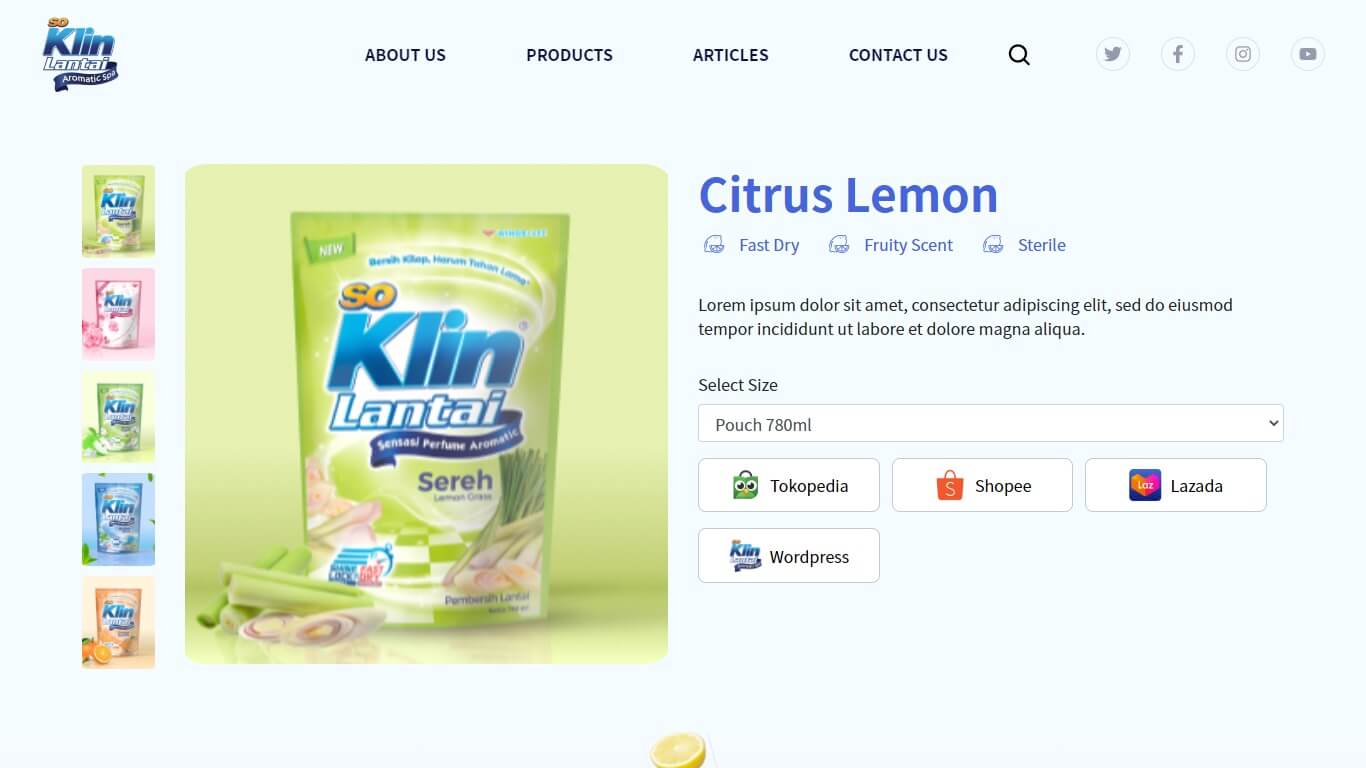 SO
Klin
Lantai
Aromatic Spa
ABOUT US
PRODUCTS
ARTICLES
CONTACT US
Citrus Lemon
Fast Dry
Fruity Scent
Sterile
Lorem ipsum dolor sit amet, consectetur adipiscing elit, sed do eiusmod
tempor incididunt ut labore et dolore magna aliqua.
Select Size
Pouch 780ml
Tokopedia
Shopee
Laz
Lazada
Wordpress
NEW
Bersih Kilap, Harum Tahan Lama
SO
Klin
Lantai
Sensasi Perfume Aromatic
Sereh
Lemon Grass
Pembersih Lantai